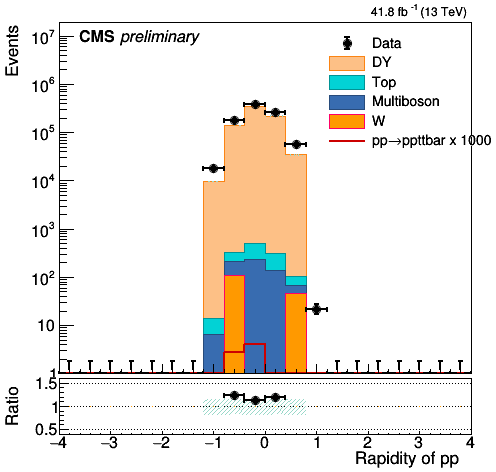 41.8 fb⁻¹ (13 TeV)
CMS preliminary
Events
10⁷
10⁶
10⁵
10⁴
10³
10²
10
1
Data
DY
Top
Multiboson
W
pp→ppttbar x 1000
Ratio
1.5
1
0.5
−4 −3 −2 −1 0 1 2 3 4
Rapidity of pp